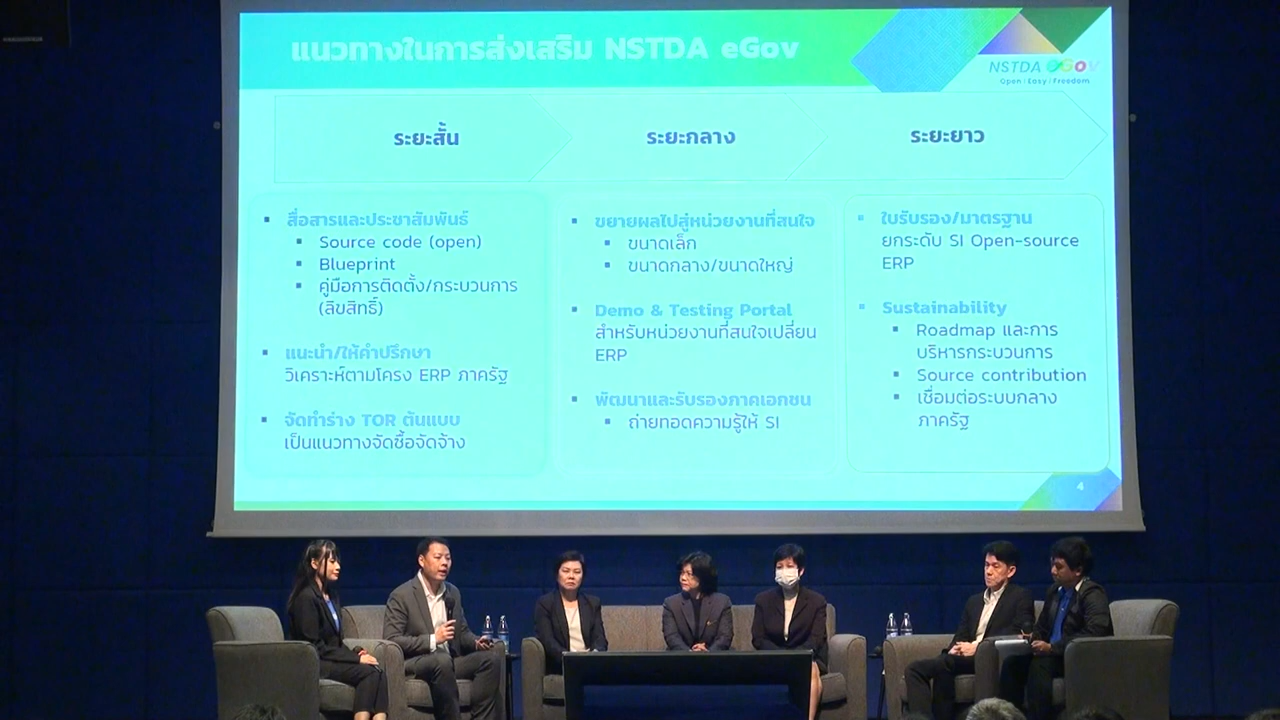 แนวทางในการส่งเสริม NSTDA eGov
NSTDA eGov
Open | Easy | Freedom
ระยะสั้น
ระยะกลาง
ระยะยาว
สื่อสารและประชาสัมพันธ์
Source code (open)
Blueprint
คู่มือการติดตั้ง/กระบวนการ
(ลิขสิทธิ์)
แนะนำ/ให้คำปรึกษา
วิเคราะห์ตามโครง ERP ภาครัฐ
จัดทำร่าง TOR ต้นแบบ
เป็นแนวทางจัดซื้อจัดจ้าง
ขยายผลไปสู่หน่วยงานที่สนใจ
ขนาดเล็ก
ขนาดกลาง/ขนาดใหญ่
Demo & Testing Portal
สำหรับหน่วยงานที่สนใจเปลี่ยน
ERP
พัฒนาและรับรองภาคเอกชน
ถ่ายทอดความรู้ให้ SI
ใบรับรอง/มาตรฐาน
ยกระดับ SI Open-source
ERP
Sustainability
Roadmap และการ
บริหารกระบวนการ
Source contribution
เชื่อมต่อระบบกลาง
ภาครัฐ
4